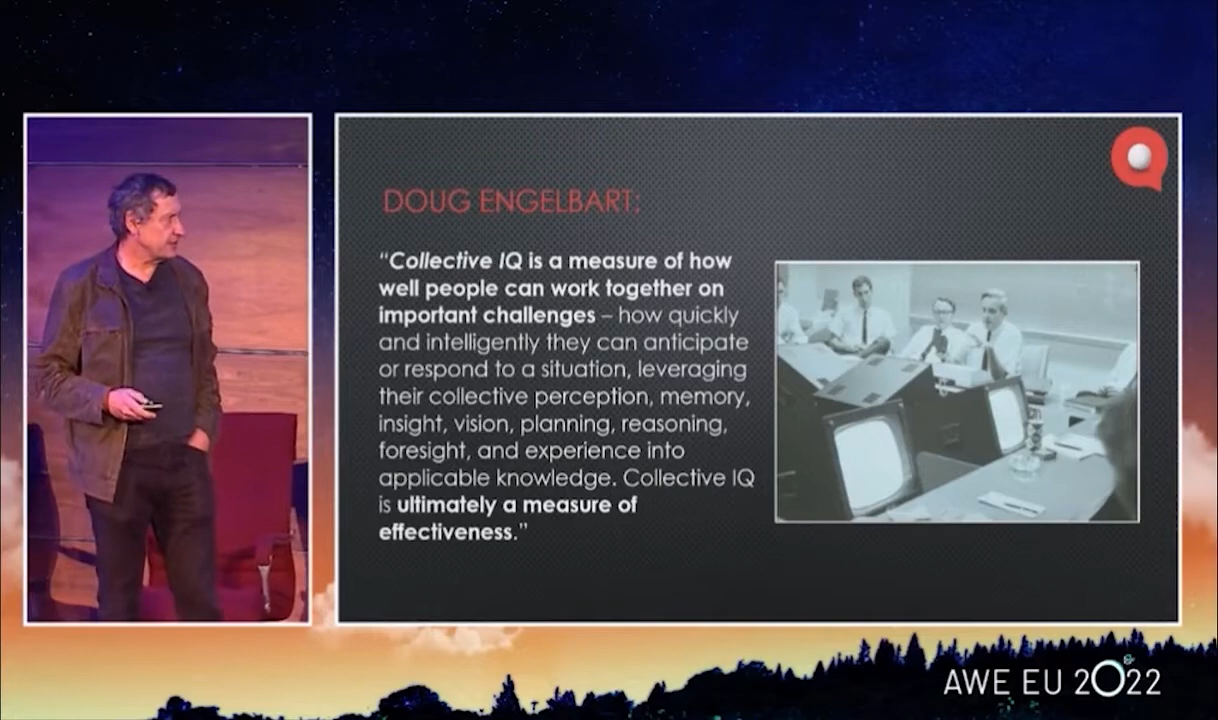 DOUG ENGELBART:
“Collective IQ is a measure of how
well people can work together on
important challenges – how quickly
and intelligently they can anticipate
or respond to a situation, leveraging
their collective perception, memory,
insight, vision, planning, reasoning,
foresight, and experience into
applicable knowledge. Collective IQ
is ultimately a measure of
effectiveness.”
AWE EU 2022